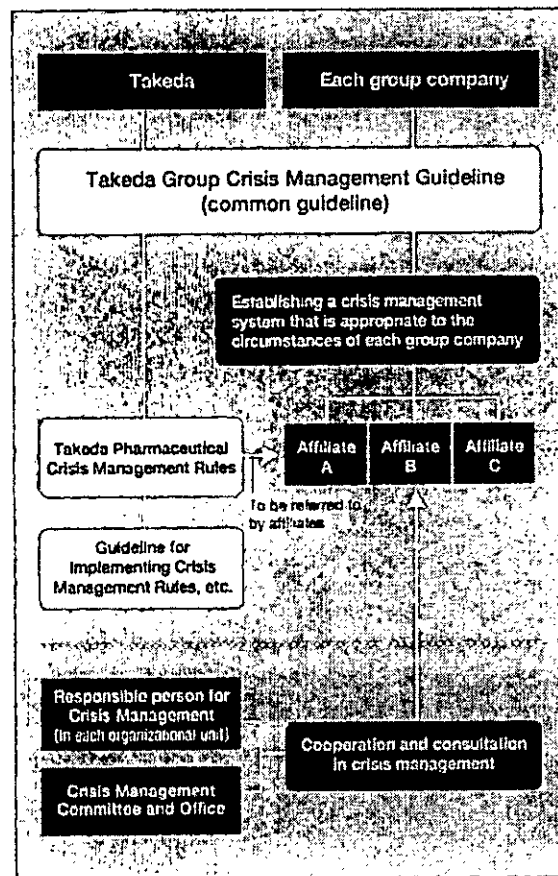 Takeda
Each group company
Takeda Group Crisis Management Guideline
(common guideline)
Establishing a crisis management
system that is appropriate to the
circumstances of each group company
Takeda Pharmaceutical
Crisis Management Rules
Affiliate
A
Affiliate
B
Affiliate
C
To be referred to
by affiliates
Guideline for
Implementing Crisis
Management Rules, etc.
Responsible person for
Crisis Management
(in each organizational unit)
Cooperation and consultation
in crisis management
Crisis Management
Committee and Office